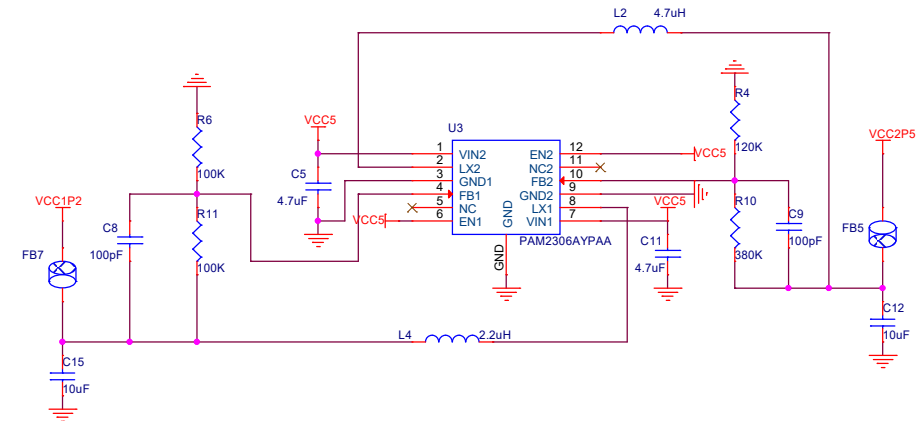 L2 4.7uH
R4
120K
R6
100K
VCC5
U3
VCC2P5
C5
4.7uF
1 VIN2
2 LX2
3 GND1
4 FB1
5 NC
6 EN1
EN2 12
NC2 11
FB2 10
GND2 9
LX1 8
VIN1 7
GND
GND
PAM2306AYPAA
VCC5
VCC5
VCC5
VCC1P2
C8
100pF
R11
100K
R10
380K
C9
100pF
FB5
FB7
C11
4.7uF
L4 2.2uH
C12
10uF
C15
10uF